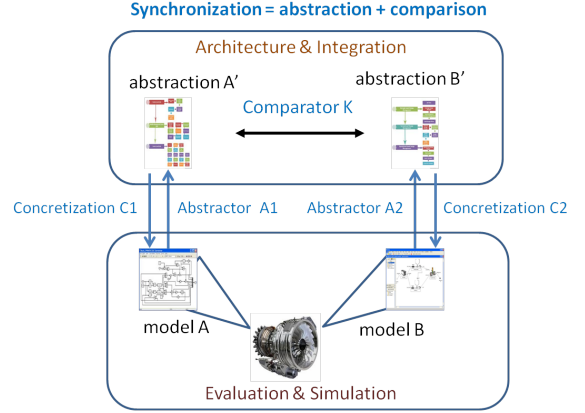 Synchronization = abstraction + comparison
Architecture & Integration
abstraction A’
abstraction B’
Comparator K
Concretization C1
Abstractor A1
Abstractor A2
Concretization C2
model A
model B
Evaluation & Simulation